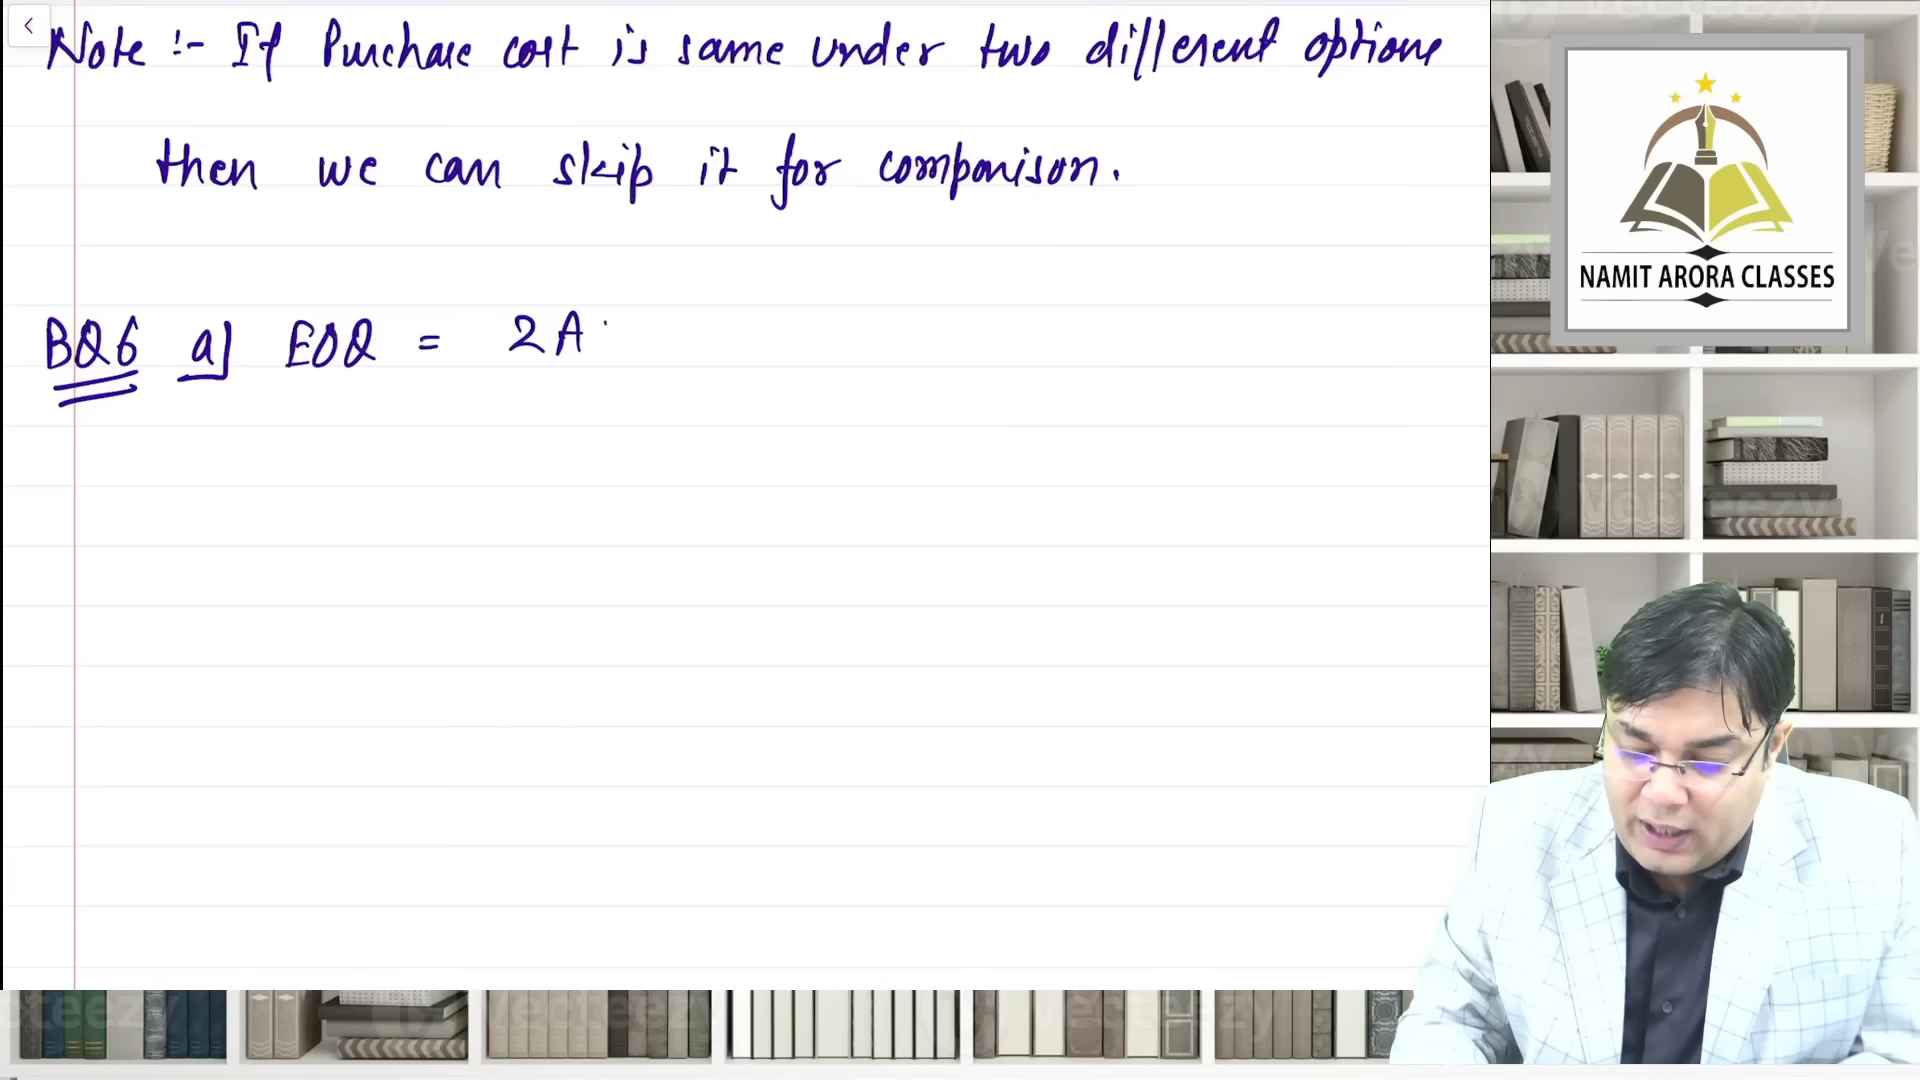 Note :- If Purchase cost is same under two different options
then we can skip it for comparison.
BQ6 a] EOQ = 2A
NAMIT ARORA CLASSES